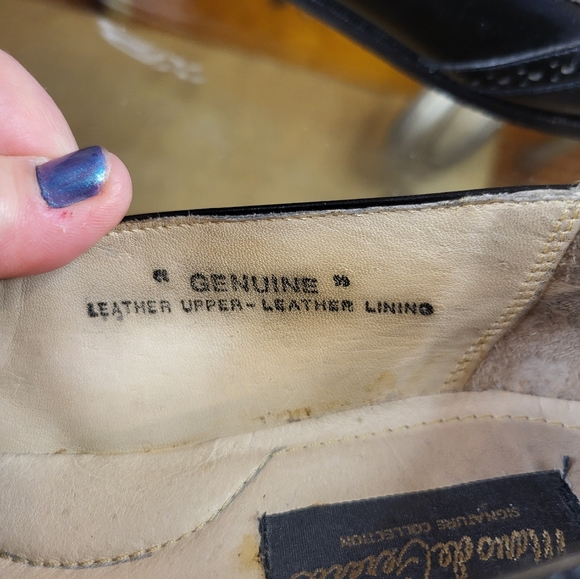 " GENUINE "
LEATHER UPPER-LEATHER LINING
SIGNATURE COLLECTION